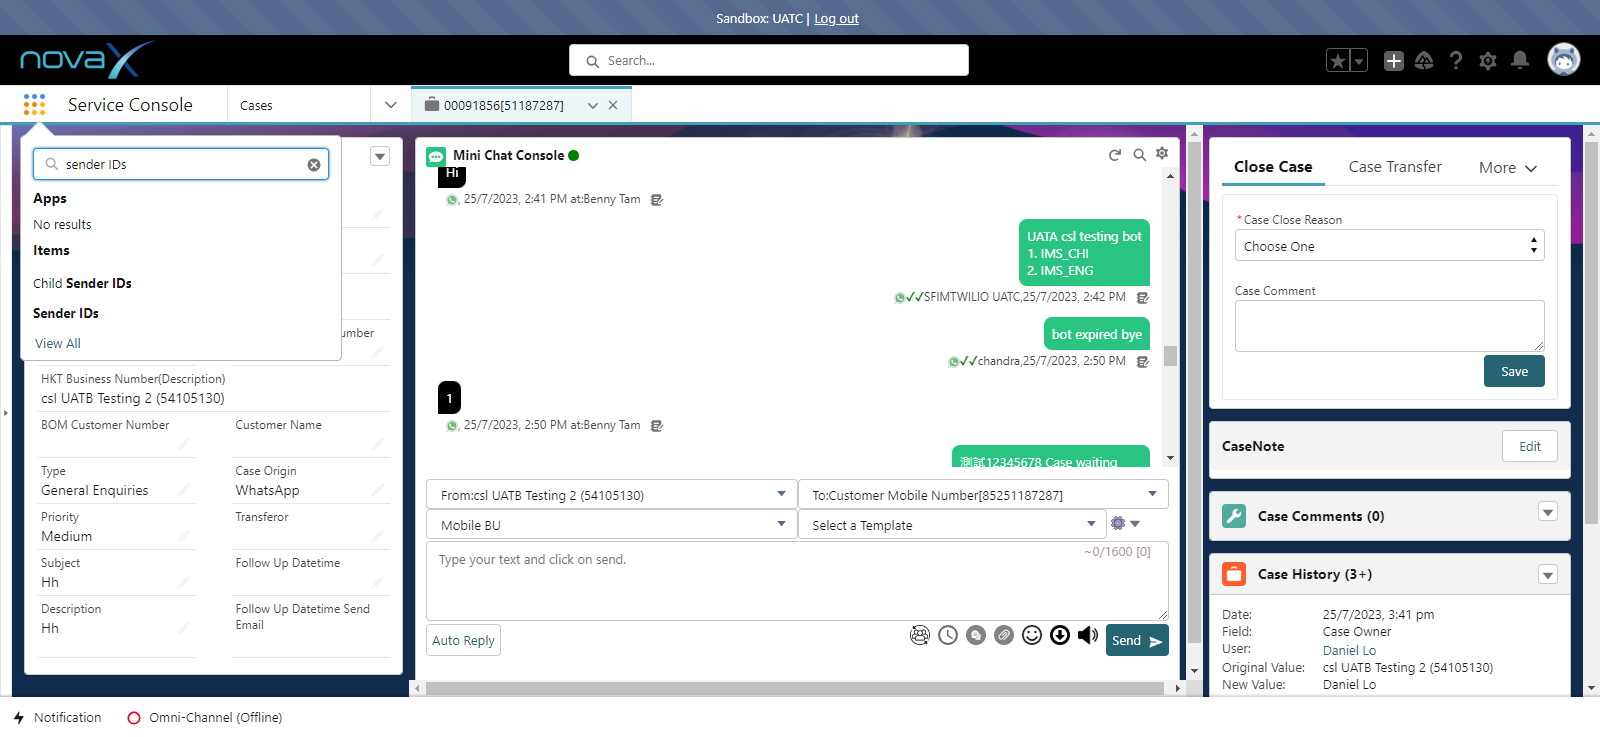 Sandbox: UATC | Log out
novaX
Search...
Service Console
Cases
00091856[51187287]
sender IDs
Apps
No results
Items
Child Sender IDs
Sender IDs
View All
HKT Business Number(Description)
csl UATB Testing 2 (54105130)
BOM Customer Number
Customer Name
Type
General Enquiries
Case Origin
WhatsApp
Priority
Medium
Transferor
Subject
Hh
Follow Up Datetime
Description
Hh
Follow Up Datetime Send
Email
Mini Chat Console
Hi
, 25/7/2023, 2:41 PM at:Benny Tam
UATA csl testing bot
1. IMS_CHI
2. IMS_ENG
SFIMTWILIO UATC,25/7/2023, 2:42 PM
bot expired bye
chandra,25/7/2023, 2:50 PM
1
, 25/7/2023, 2:50 PM at:Benny Tam
測試12345678 Case waiting
From:csl UATB Testing 2 (54105130)
To:Customer Mobile Number[85251187287]
Mobile BU
Select a Template
Type your text and click on send.
~0/1600 [0]
Auto Reply
Send
Close Case
Case Transfer
More
*Case Close Reason
Choose One
Case Comment
Save
CaseNote
Edit
Case Comments (0)
Case History (3+)
Date: 25/7/2023, 3:41 pm
Field: Case Owner
User: Daniel Lo
Original Value: csl UATB Testing 2 (54105130)
New Value: Daniel Lo
Notification
Omni-Channel (Offline)